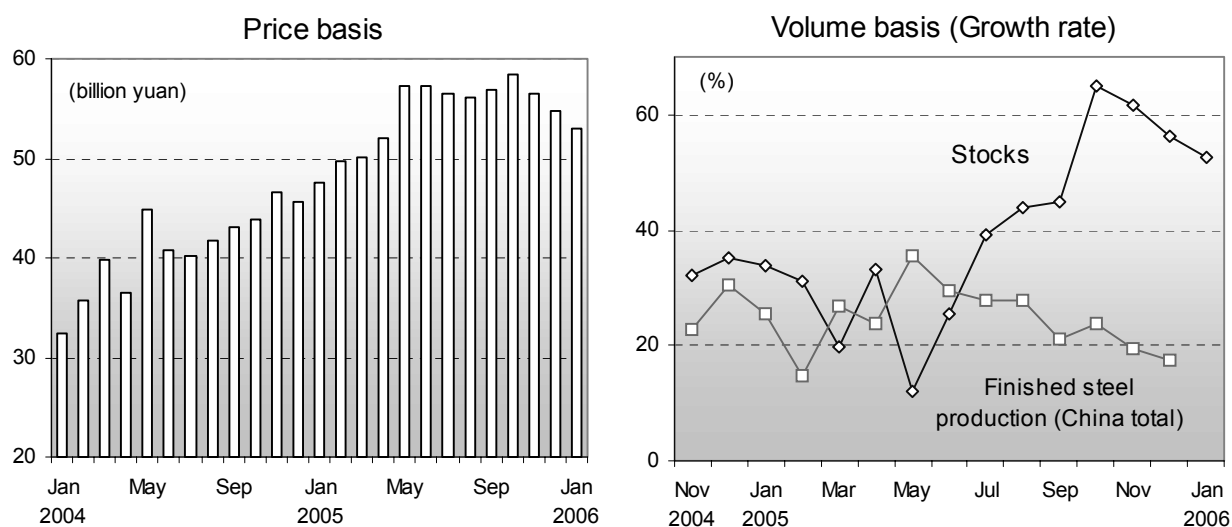 Price basis
(billion yuan)
60
50
40
30
20
Jan May Sep Jan May Sep Jan
2004 2005 2006
Volume basis (Growth rate)
(%)
60
40
20
0
Stocks
Finished steel
production (China total)
Nov Jan Mar May Jul Sep Nov Jan
2004 2005 2006